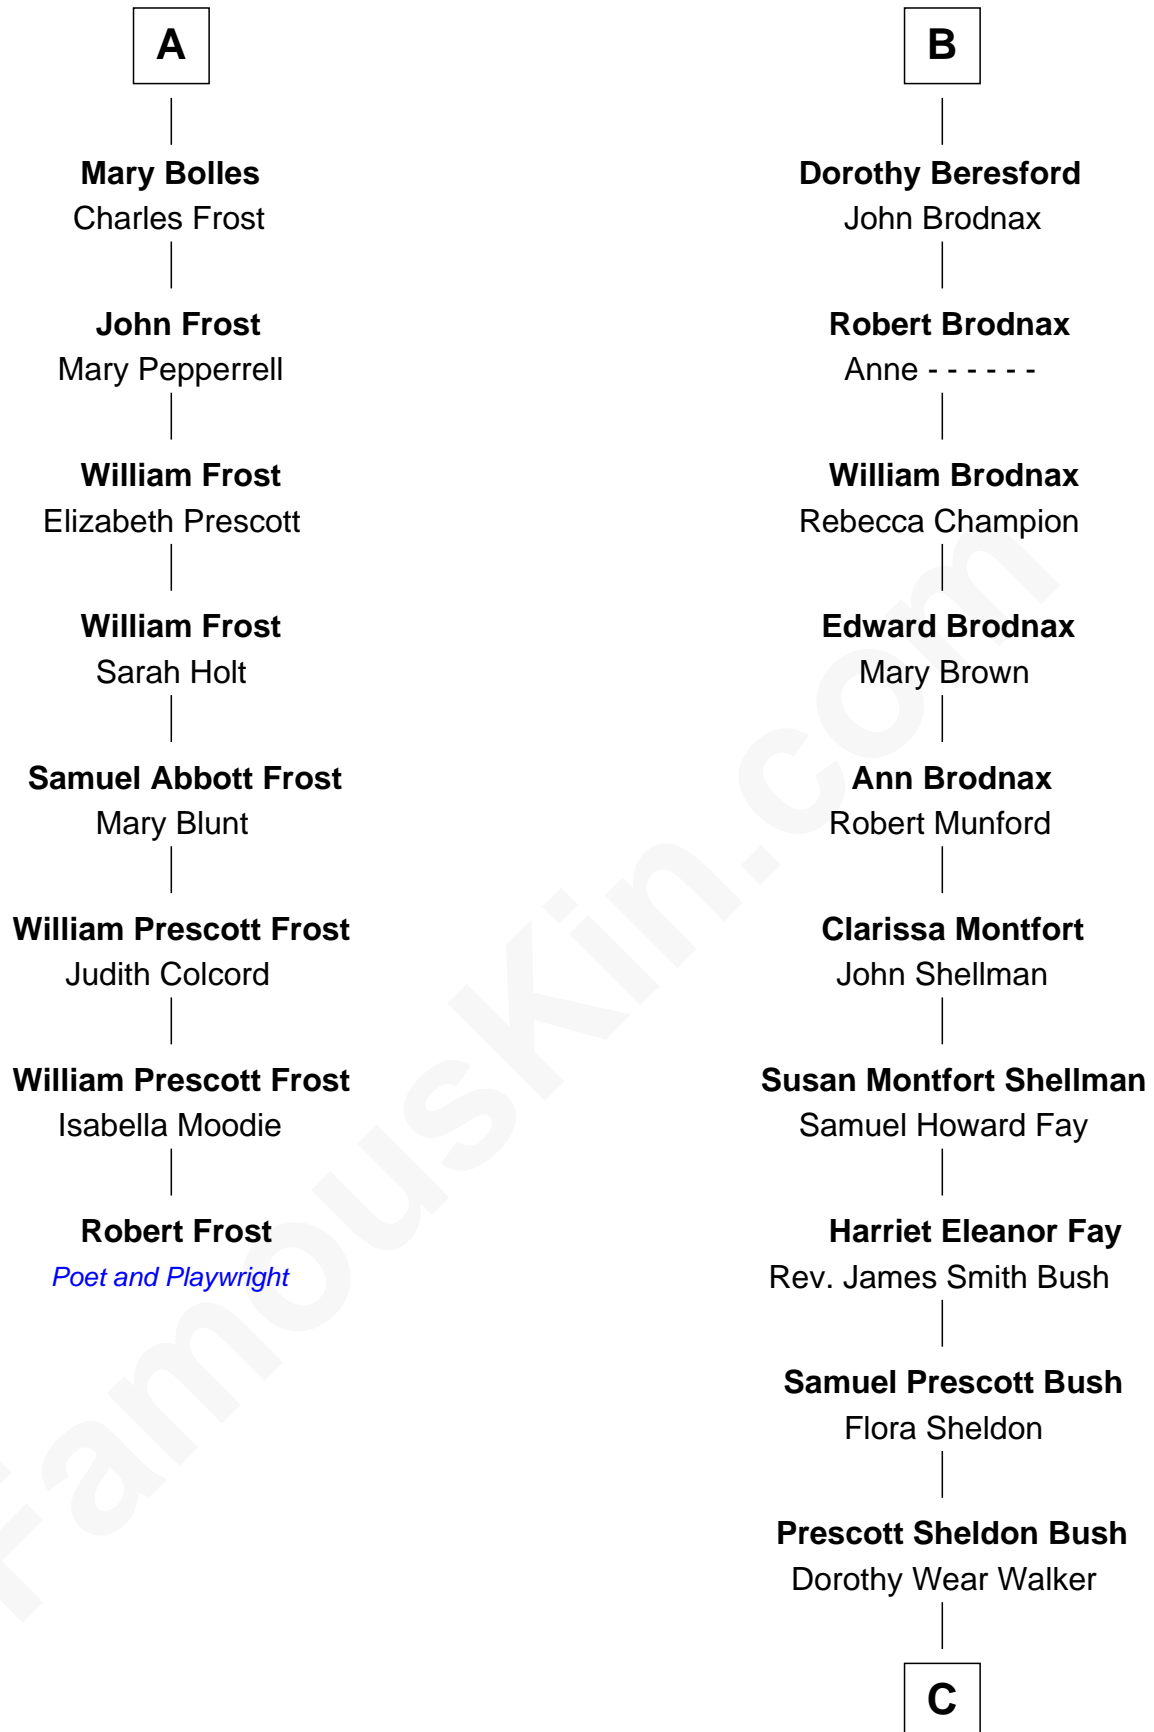 A
Mary Bolles
Charles Frost
John Frost
Mary Pepperrell
William Frost
Elizabeth Prescott
William Frost
Sarah Holt
Samuel Abbott Frost
Mary Blunt
William Prescott Frost
Judith Colcord
William Prescott Frost
Isabella Moodie
Robert Frost
Poet and Playwright
B
Dorothy Beresford
John Brodnax
Robert Brodnax
Anne - - - - - -
William Brodnax
Rebecca Champion
Edward Brodnax
Mary Brown
Ann Brodnax
Robert Munford
Clarissa Montfort
John Shellman
Susan Montfort Shellman
Samuel Howard Fay
Harriet Eleanor Fay
Rev. James Smith Bush
Samuel Prescott Bush
Flora Sheldon
Prescott Sheldon Bush
Dorothy Wear Walker
C
FamousKin.com